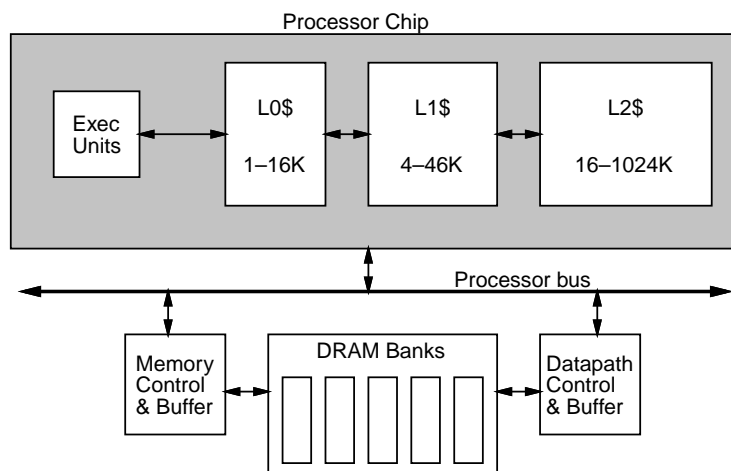 Processor Chip
Exec
Units
L0$
1–16K
L1$
4–46K
L2$
16–1024K
Processor bus
Memory
Control
& Buffer
DRAM Banks
Datapath
Control
& Buffer